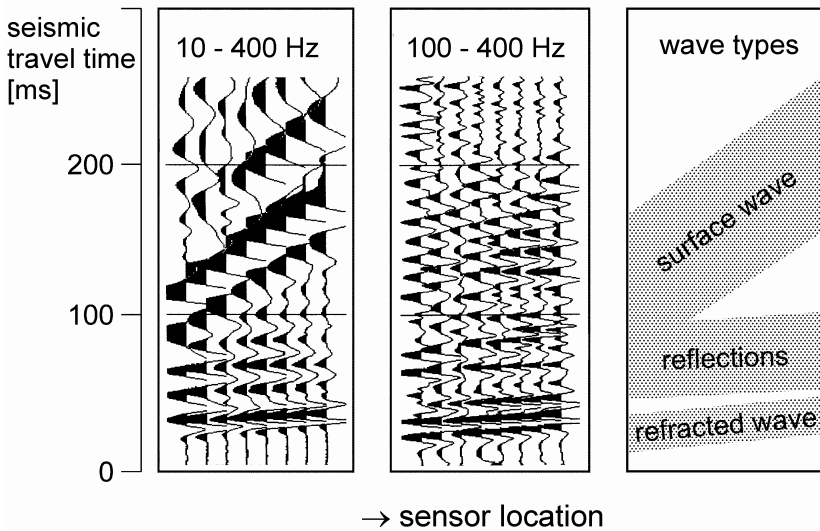 seismic
travel time
[ms]
10 - 400 Hz
100 - 400 Hz
wave types
200
100
0
surface wave
reflections
refracted wave
→ sensor location